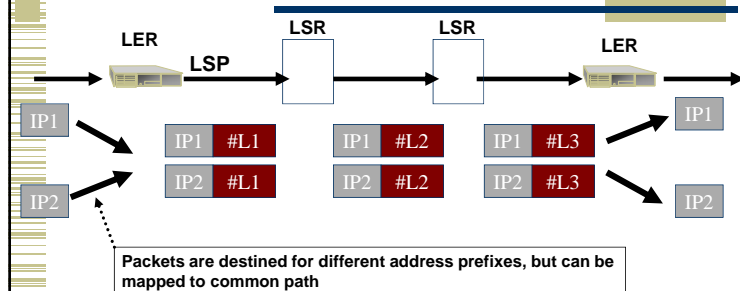 LSR LSR
LER LER
LSP
IP1 IP1 #L1 IP1 #L2 IP1 #L3 IP1
IP2 IP2 #L1 IP2 #L2 IP2 #L3 IP2
Packets are destined for different address prefixes, but can be
mapped to common path